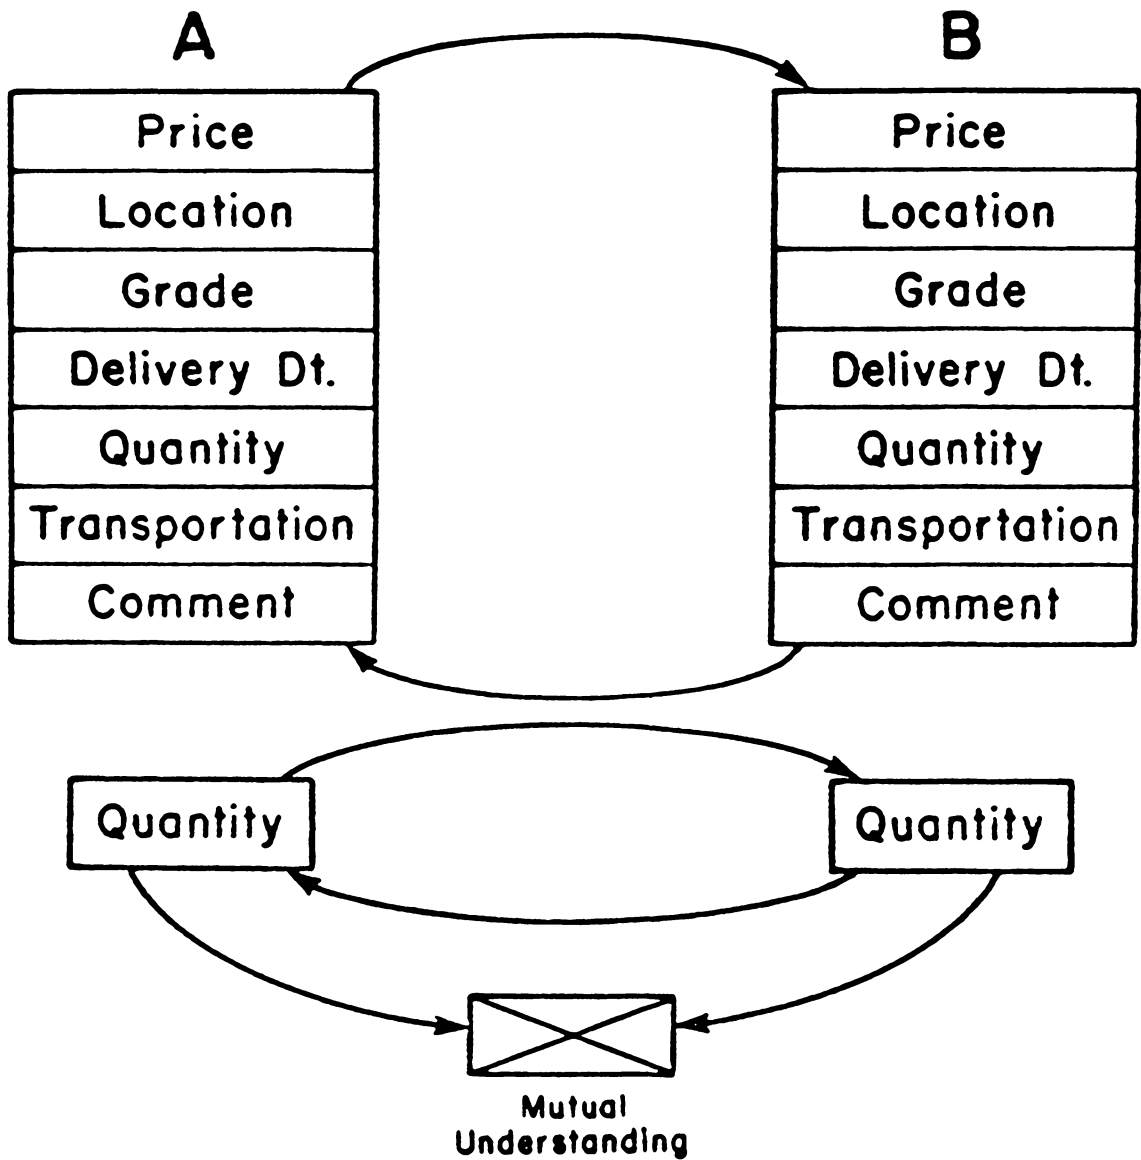 A
B
Price
Location
Grade
Delivery Dt.
Quantity
Transportation
Comment
Price
Location
Grade
Delivery Dt.
Quantity
Transportation
Comment
Quantity
Quantity
Mutual
Understanding